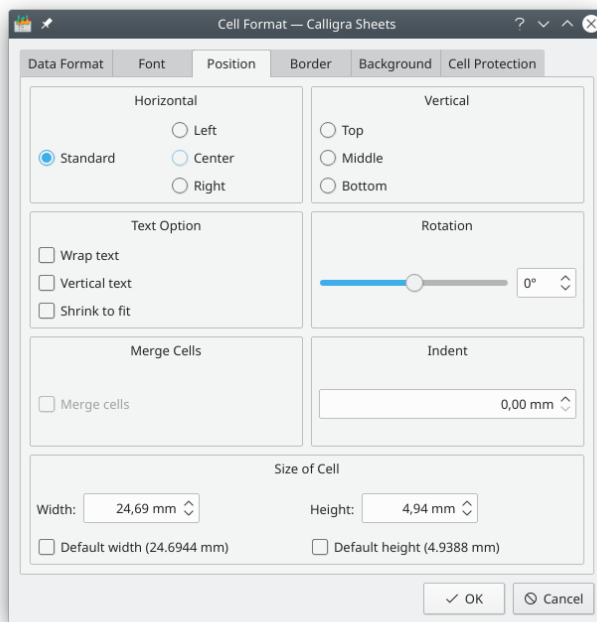 Cell Format — Calligra Sheets
Data Format Font Position Border Background Cell Protection
Horizontal
Left
Standard Center
Right
Vertical
Top
Middle
Bottom
Text Option
Wrap text
Vertical text
Shrink to fit
Rotation
0°
Merge Cells
Merge cells
Indent
0,00 mm
Size of Cell
Width: 24,69 mm Height: 4,94 mm
Default width (24.6944 mm) Default height (4.9388 mm)
OK Cancel